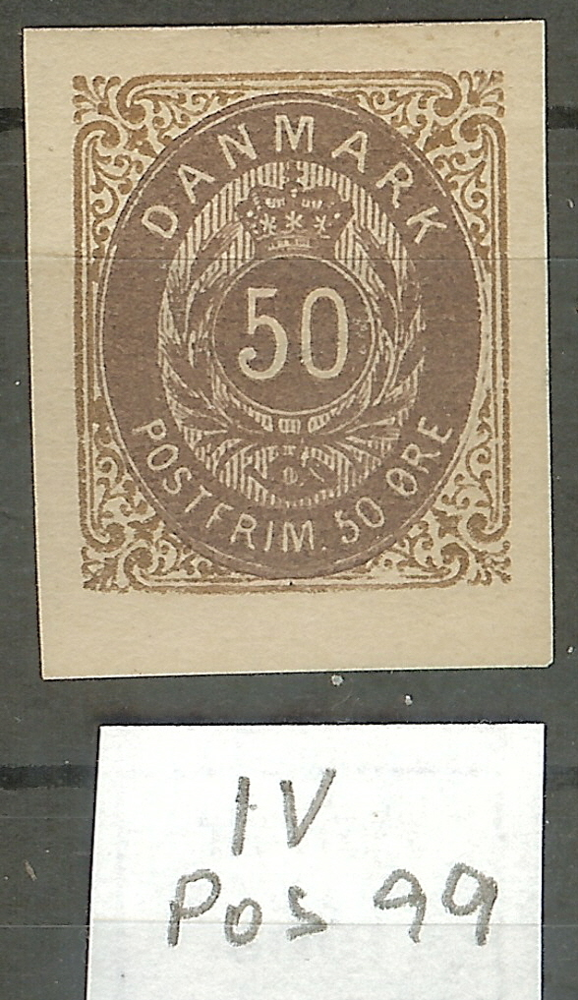 DANMARK
50
POSTFRIM. 50 ØRE
IV
Pos 99